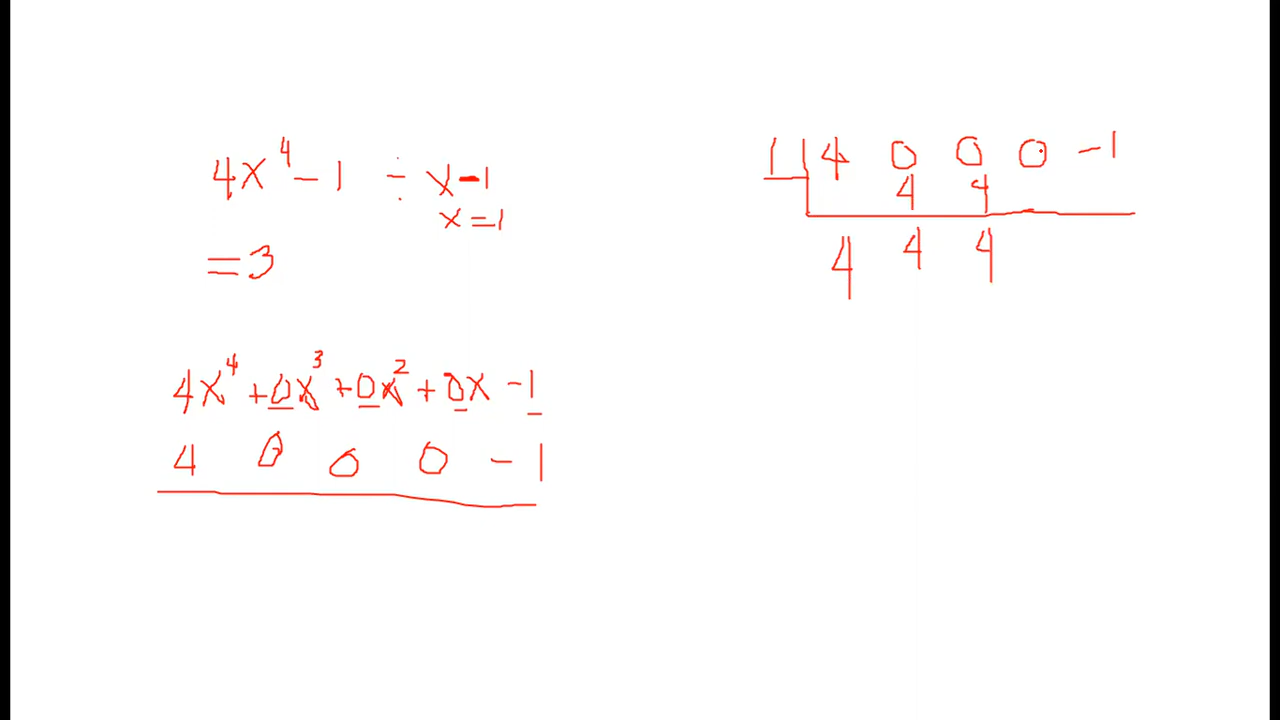 4x⁴ - 1 ÷ x - 1
x = 1
= 3
4x⁴ + 0x³ + 0x² + 0x - 1
4 0 0 0 - 1
1 4 0 0 0 - 1
4 4
4 4 4